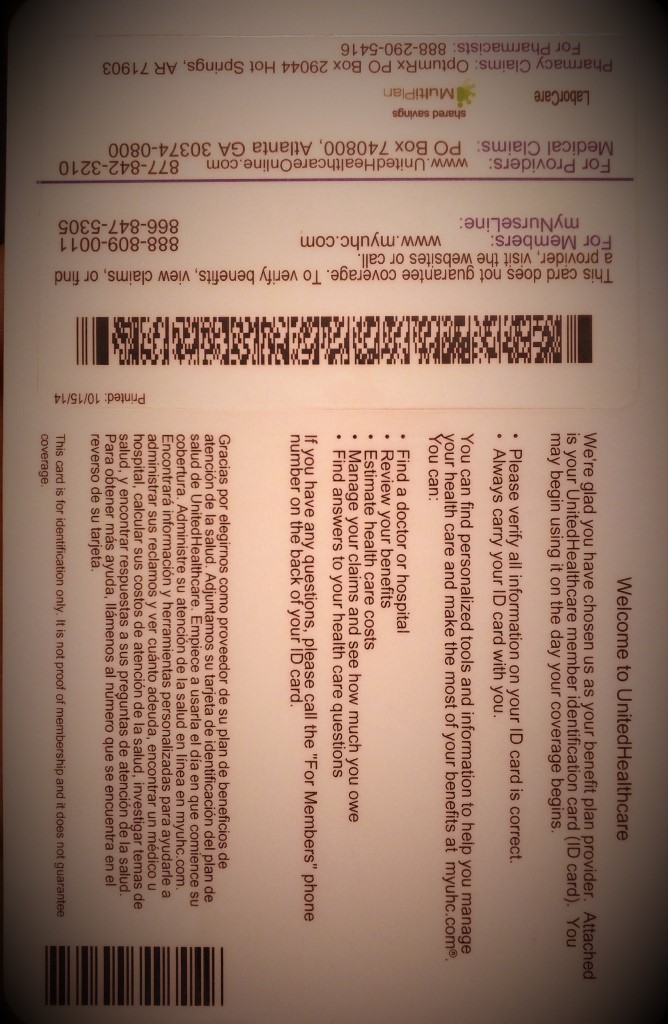 Printed: 10/15/14
This card does not guarantee coverage. To verify benefits, view claims, or find
a provider, visit the websites or call.
For Members: www.myuhc.com 888-809-0011
myNurseLine: 866-847-5305
For Providers: www.UnitedHealthcareOnline.com 877-842-3210
Medical Claims: PO Box 740800, Atlanta GA 30374-0800
shared savings
LaborCare MultiPlan
Pharmacy Claims: OptumRx PO Box 29044 Hot Springs, AR 71903
For Pharmacists: 888-290-5416
Welcome to UnitedHealthcare
We're glad you have chosen us as your benefit plan provider. Attached
is your UnitedHealthcare member identification card (ID card). You
may begin using it on the day your coverage begins.
• Please verify all information on your ID card is correct.
• Always carry your ID card with you.
You can find personalized tools and information to help you manage
your health care and make the most of your benefits at myuhc.com®.
You can:
• Find a doctor or hospital
• Review your benefits
• Estimate health care costs
• Manage your claims and see how much you owe
• Find answers to your health care questions
If you have any questions, please call the "For Members" phone
number on the back of your ID card.
Gracias por elegirnos como proveedor de su plan de beneficios de
atención de la salud. Adjuntamos su tarjeta de identificación del plan de
salud de UnitedHealthcare. Empiece a usarla el día en que comience su
cobertura. Administre su atención de la salud en línea en myuhc.com.
Encontrará información y herramientas personalizadas para ayudarle a
administrar sus reclamos y ver cuánto adeuda, encontrar un médico u
hospital, calcular sus costos de atención de la salud, investigar temas de
salud, y encontrar respuestas a sus preguntas de atención de la salud.
Para obtener más ayuda, llámenos al número que se encuentra en el
reverso de su tarjeta.
This card is for identification only. It is not proof of membership and it does not guarantee
coverage.